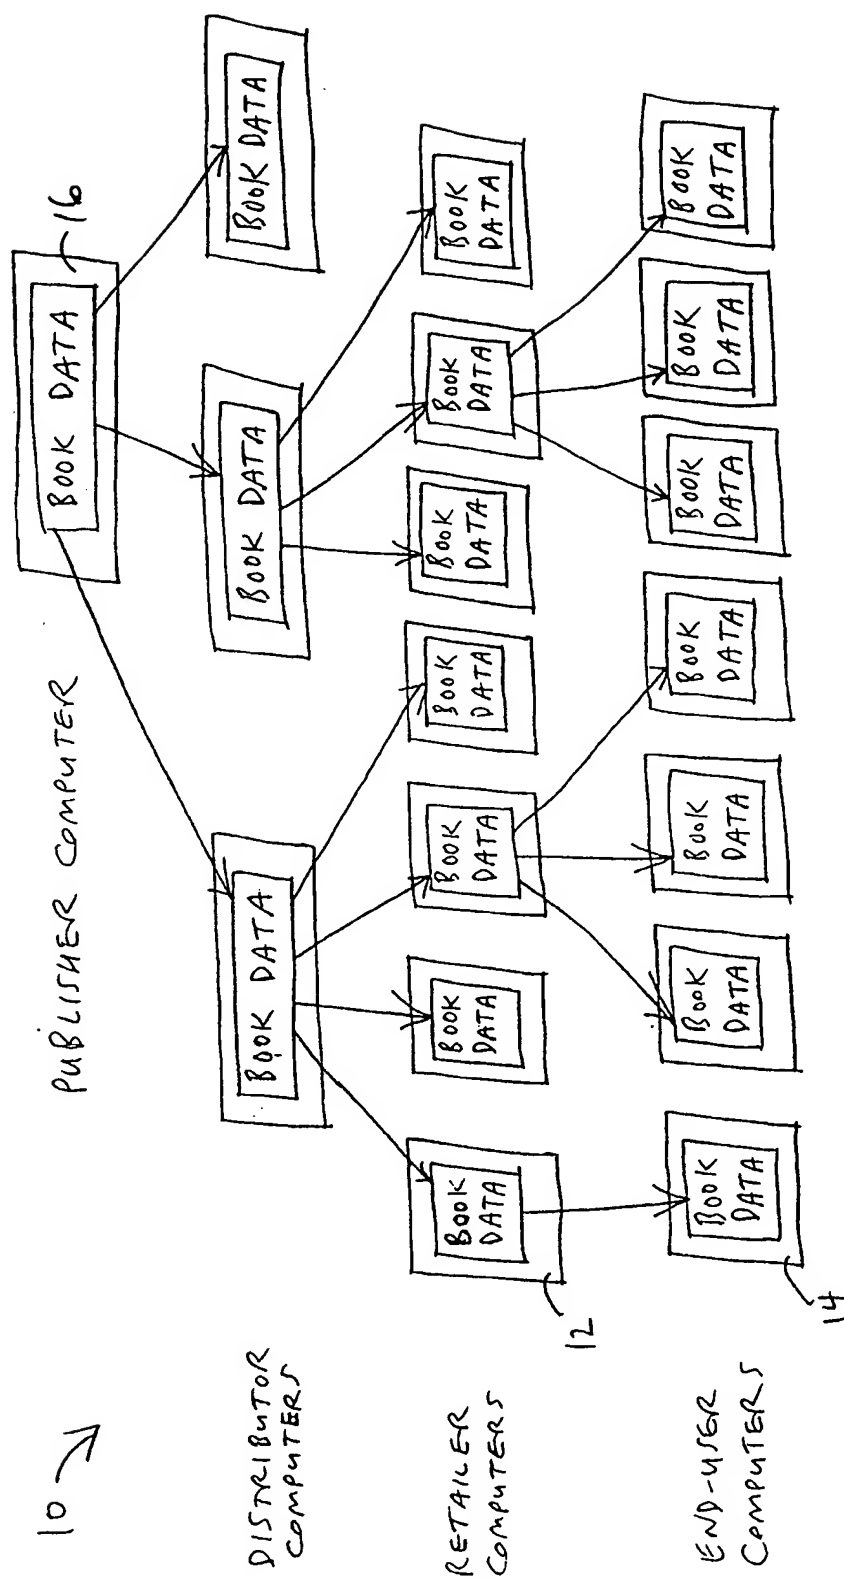 10
PUBLISHER COMPUTER
BOOK DATA
16
DISTRIBUTOR
COMPUTERS
BOOK DATA
BOOK DATA
BOOK DATA
RETAILER
COMPUTERS
BOOK
DATA
BOOK
DATA
BOOK
DATA
BOOK
DATA
BOOK
DATA
BOOK
DATA
BOOK
DATA
12
END-USER
COMPUTERS
BOOK
DATA
BOOK
DATA
BOOK
DATA
BOOK
DATA
BOOK
DATA
BOOK
DATA
BOOK
DATA
14